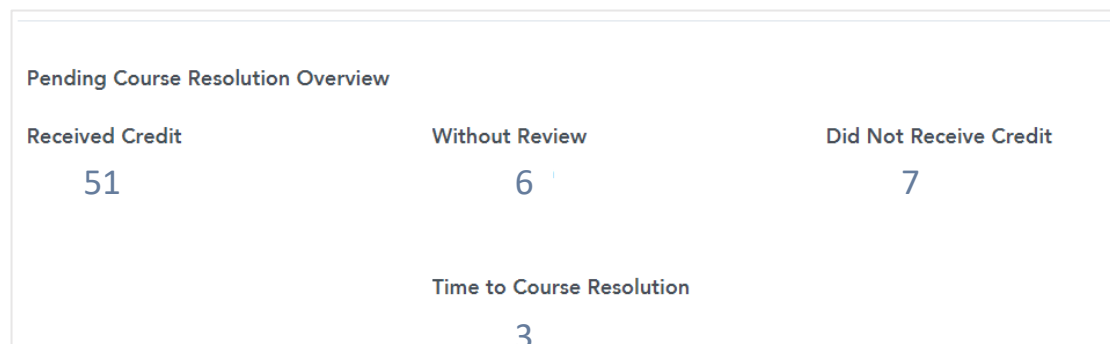 Pending Course Resolution Overview
Received Credit Without Review Did Not Receive Credit
51 6 7
Time to Course Resolution
3